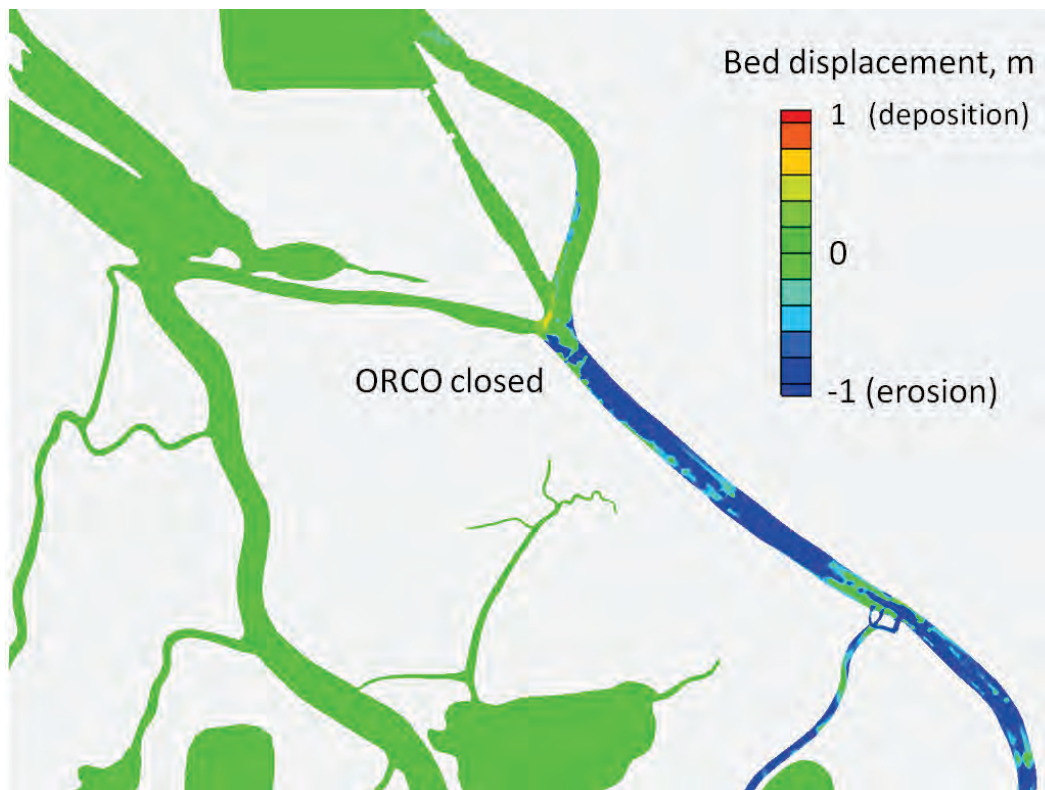 Bed displacement, m
1 (deposition)
0
ORCO closed
-1 (erosion)